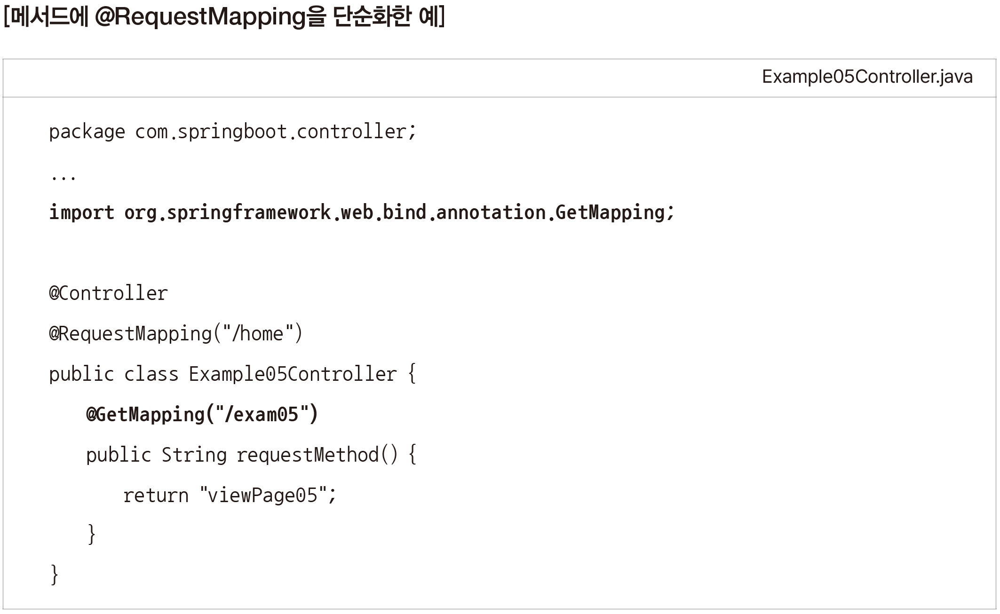 [메서드에 @RequestMapping을 단순화한 예]
Example05Controller.java
package com.springboot.controller;
...
import org.springframework.web.bind.annotation.GetMapping;
@Controller
@RequestMapping("/home")
public class Example05Controller {
@GetMapping("/exam05")
public String requestMethod() {
return "viewPage05";
}
}